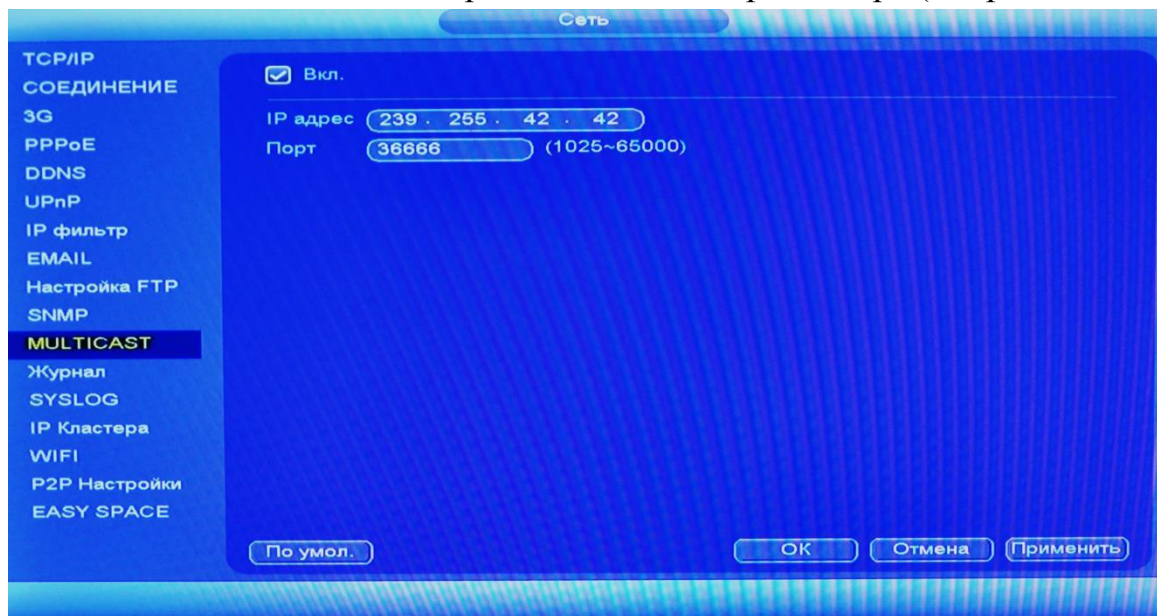 Сеть
TCP/IP
СОЕДИНЕНИЕ
3G
PPPoE
DDNS
UPnP
IP фильтр
EMAIL
Настройка FTP
SNMP
MULTICAST
Журнал
SYSLOG
IP Кластера
WIFI
P2P Настройки
EASY SPACE
Вкл.
IP адрес 239 . 255 . 42 . 42
Порт 36666 (1025~65000)
По умол. OK Отмена Применить